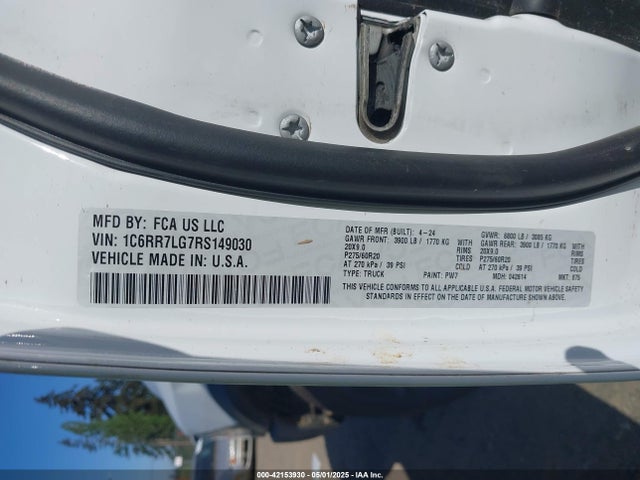 MFD BY: FCA US LLC
VIN: 1C6RR7LG7RS149030
VEHICLE MADE IN: U.S.A.
DATE OF MFR (BUILT): 4-24
GAWR FRONT: 3900 LB / 1770 KG
20X9.0 RIMS
P275/60R20 TIRES
AT 270 kPa / 39 PSI COLD
TYPE: TRUCK PAINT: PW7
GVWR: 6800 LB / 3085 KG
GAWR REAR: 3900 LB / 1770 KG
20X9.0 RIMS
P275/60R20 TIRES
AT 270 kPa / 39 PSI COLD
MDH: 042614 MKT: 875
THIS VEHICLE CONFORMS TO ALL APPLICABLE U.S.A. FEDERAL MOTOR VEHICLE SAFETY
STANDARDS IN EFFECT ON THE DATE OF MANUFACTURE SHOWN ABOVE.
000-42153930 - 05/01/2025 - IAA Inc.